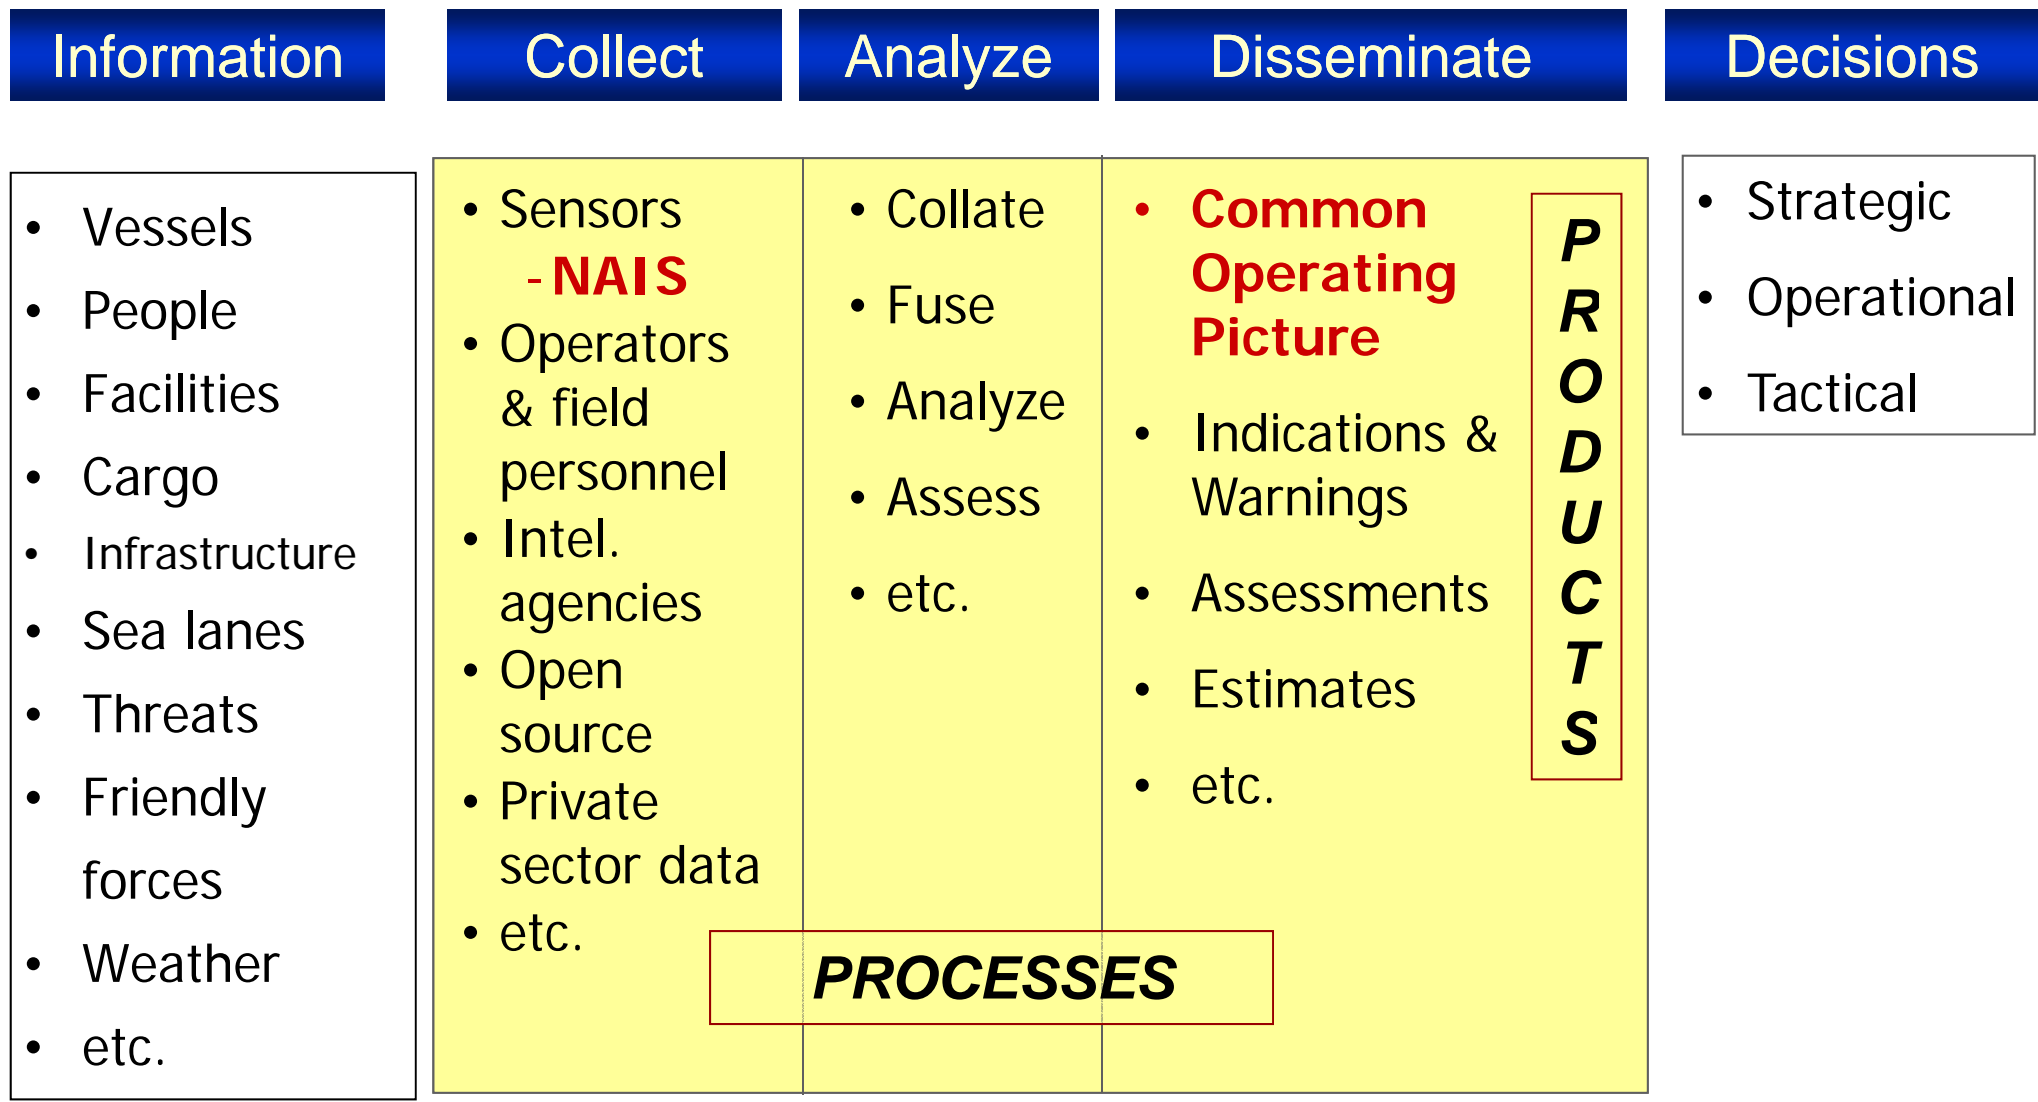 Information
Collect
Analyze
Disseminate
Decisions
• Vessels
• People
• Facilities
• Cargo
• Infrastructure
• Sea lanes
• Threats
• Friendly
forces
• Weather
• etc.
• Sensors
- NAIS
• Operators
& field
personnel
• Intel.
agencies
• Open
source
• Private
sector data
• etc.
• Collate
• Fuse
• Analyze
• Assess
• etc.
• Common
Operating
Picture
• Indications &
Warnings
• Assessments
• Estimates
• etc.
P
R
O
D
U
C
T
S
PROCESSES
• Strategic
• Operational
• Tactical